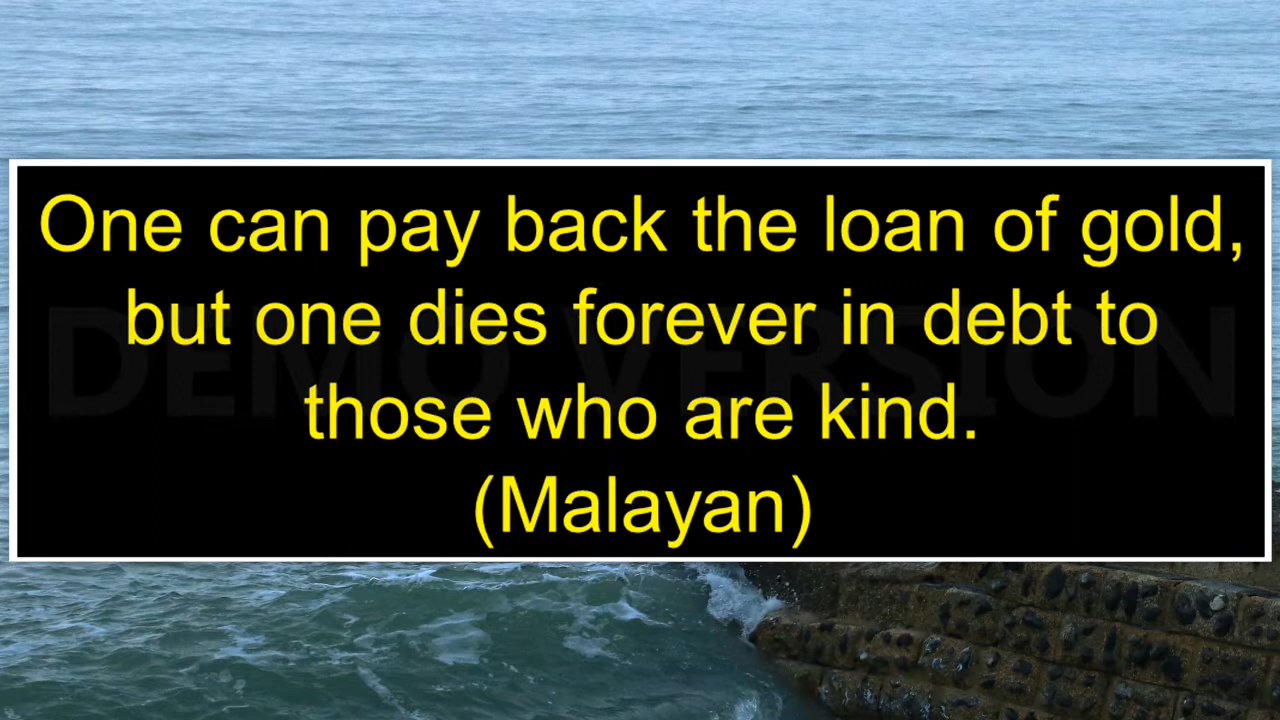 One can pay back the loan of gold,
but one dies forever in debt to
those who are kind.
(Malayan)
DEMO VERSION